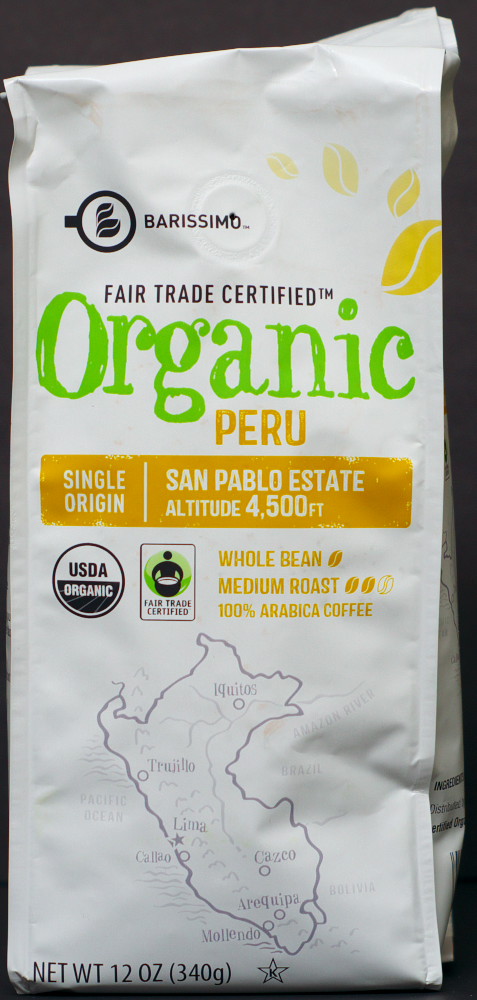 BARISSIMO™
FAIR TRADE CERTIFIED™
Organic
PERU
SINGLE ORIGIN
SAN PABLO ESTATE
ALTITUDE 4,500FT
USDA
ORGANIC
FAIR TRADE
CERTIFIED
WHOLE BEAN
MEDIUM ROAST
100% ARABICA COFFEE
Iquitos
AMAZON RIVER
Trujillo
BRAZIL
PACIFIC
OCEAN
Lima
Callao
Cazco
BOLIVIA
Arequipa
Mollendo
NET WT 12 OZ (340g)
K